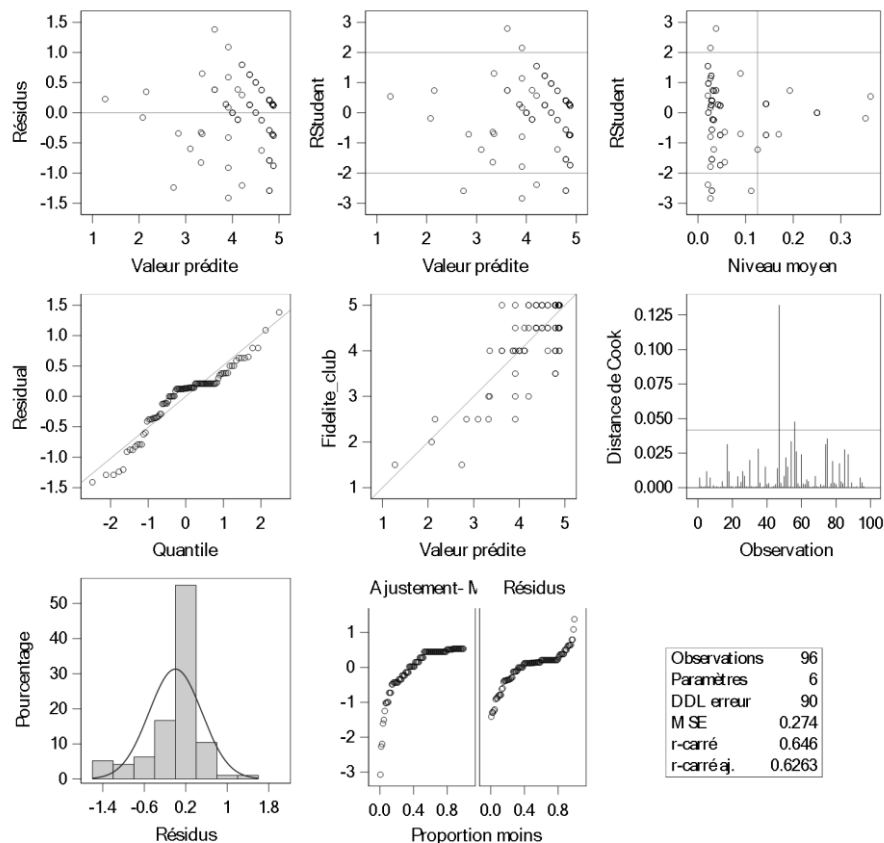 1.5
1.0
0.5
0.0
-0.5
-1.0
-1.5
Résidus
1 2 3 4 5
Valeur prédite
3
2
1
0
-1
-2
-3
RStudent
1 2 3 4 5
Valeur prédite
3
2
1
0
-1
-2
-3
RStudent
0.0 0.1 0.2 0.3
Niveau moyen
1.5
1.0
0.5
0.0
-0.5
-1.0
-1.5
Residual
-2 -1 0 1 2
Quantile
5
4
3
2
1
Fidelite_club
1 2 3 4 5
Valeur prédite
0.125
0.100
0.075
0.050
0.025
0.000
Distance de Cook
0 20 40 60 80 100
Observation
50
40
30
20
10
0
Pourcentage
-1.4 -0.6 0.2 1 1.8
Résidus
Ajustement- M
Résidus
1
0
-1
-2
-3
0.0 0.4 0.8
0.0 0.4 0.8
Proportion moins
Observations 96
Paramètres 6
DDL erreur 90
MSE 0.274
r-carré 0.646
r-carré aj. 0.6263